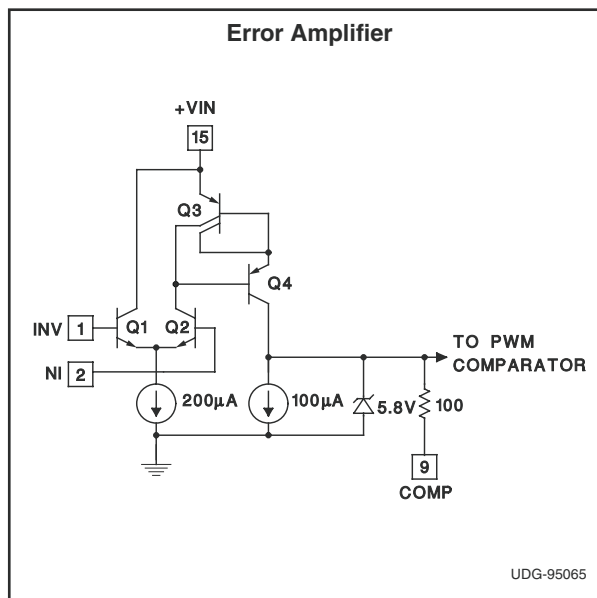 Error Amplifier
+VIN
15
Q3
Q4
INV 1 Q1 Q2
NI 2
TO PWM
COMPARATOR
200µA 100µA 5.8V 100
9
COMP
UDG-95065